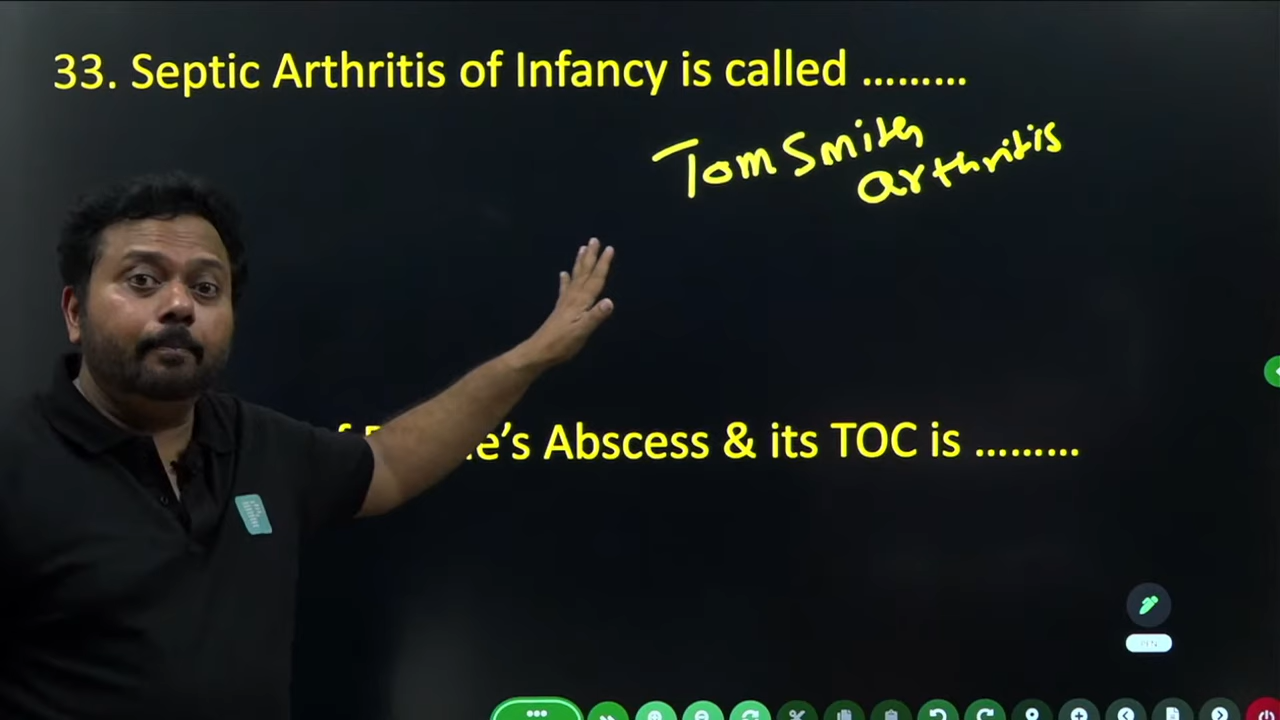 33. Septic Arthritis of Infancy is called ………
Tom Smith
arthritis
Abscess & its TOC is ………